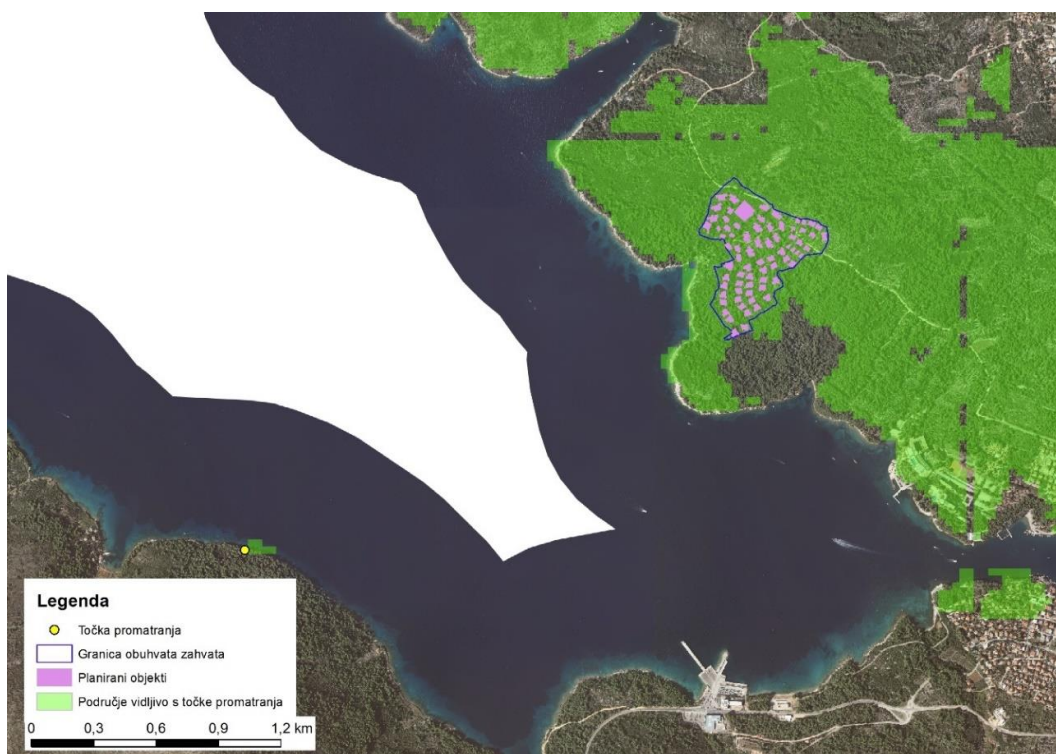 Legenda
Točka promatranja
Granica obuhvata zahvata
Planirani objekti
Područje vidljivo s točke promatranja
0 0,3 0,6 0,9 1,2 km